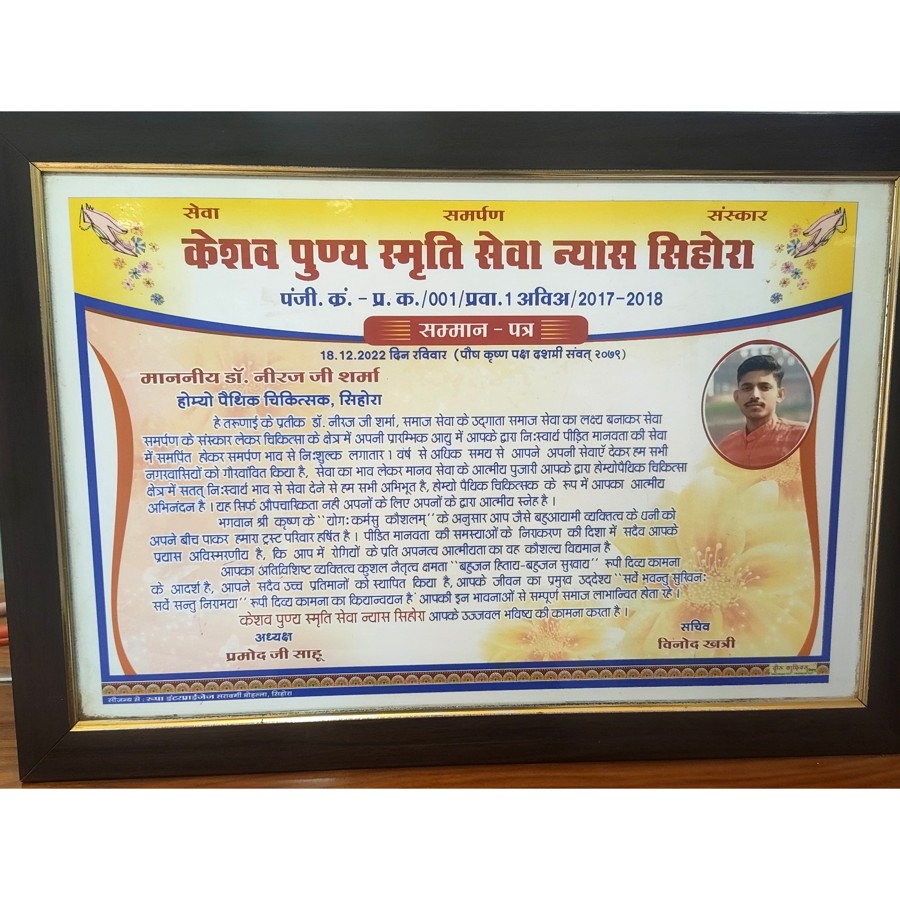 सेवा समर्पण संस्कार
केशव पुण्य स्मृति सेवा न्यास सिहोरा
पंजी. क्रं. - प्र. क./001/प्रवा.1 अविअ/2017-2018
सम्मान - पत्र
18.12.2022 दिन रविवार (पौष कृष्ण पक्ष दशमी संवत् २०७९)
माननीय डॉ. नीरज जी शर्मा
होम्यो पैथिक चिकित्सक, सिहोरा
हे तरूणाई के प्रतीक डॉ. नीरज जी शर्मा, समाज सेवा के उद्गाता समाज सेवा का लक्ष्य बनाकर सेवा
समर्पण के संस्कार लेकर चिकित्सा के क्षेत्र में अपनी प्रारम्भिक आयु में आपके द्वारा निःस्वार्थ पीड़ित मानवता की सेवा
में समर्पित होकर समर्पण भाव से निःशुल्क लगातार 1 वर्ष से अधिक समय से आपने अपनी सेवाएँ देकर हम सभी
नगरवासियों को गौरवांवित किया है, सेवा का भाव लेकर मानव सेवा के आत्मीय पुजारी आपके द्वारा होम्योपैथिक चिकित्सा
क्षेत्र में सतत् निःस्वार्थ भाव से सेवा देने से हम सभी अभिभूत है, होम्यो पैथिक चिकित्सक के रूप में आपका आत्मीय
अभिनंदन है । यह सिर्फ औपचारिकता नही अपनों के लिए अपनों के द्वारा आत्मीय स्नेह है ।
भगवान श्री कृष्ण के ''योगःकर्मसु कौशलम्'' के अनुसार आप जैसे बहुआयामी व्यक्तित्व के धनी को
अपने बीच पाकर हमारा ट्रस्ट परिवार हर्षित है । पीड़ित मानवता की समस्याओं के निराकरण की दिशा में सदैव आपके
प्रयास अविस्मरणीय है, कि आप में रोगियों के प्रति अपनत्व आत्मीयता का वह कौशल्य विद्यमान है
आपका अतिविशिष्ट व्यक्तित्व कुशल नेतृत्व क्षमता ''बहुजन हिताय-बहुजन सुखाय'' रूपी दिव्य कामना
के आदर्श है, आपने सदैव उच्च प्रतिमानों को स्थापित किया है, आपके जीवन का प्रमुख उद्देश्य ''सर्वे भवन्तु सुखिनः
सर्वे सन्तु निरामया'' रूपी दिव्य कामना का क्रियान्वयन है आपकी इन भावनाओं से सम्पूर्ण समाज लाभान्वित होता रहे ।
केशव पुण्य स्मृति सेवा न्यास सिहोरा आपके उज्जवल भविष्य की कामना करता है ।
अध्यक्ष सचिव
प्रमोद जी साहू विनोद खत्री
सौजन्य से : रूपा इंटरप्राईजेज सरावगी मोहल्ला, सिहोरा